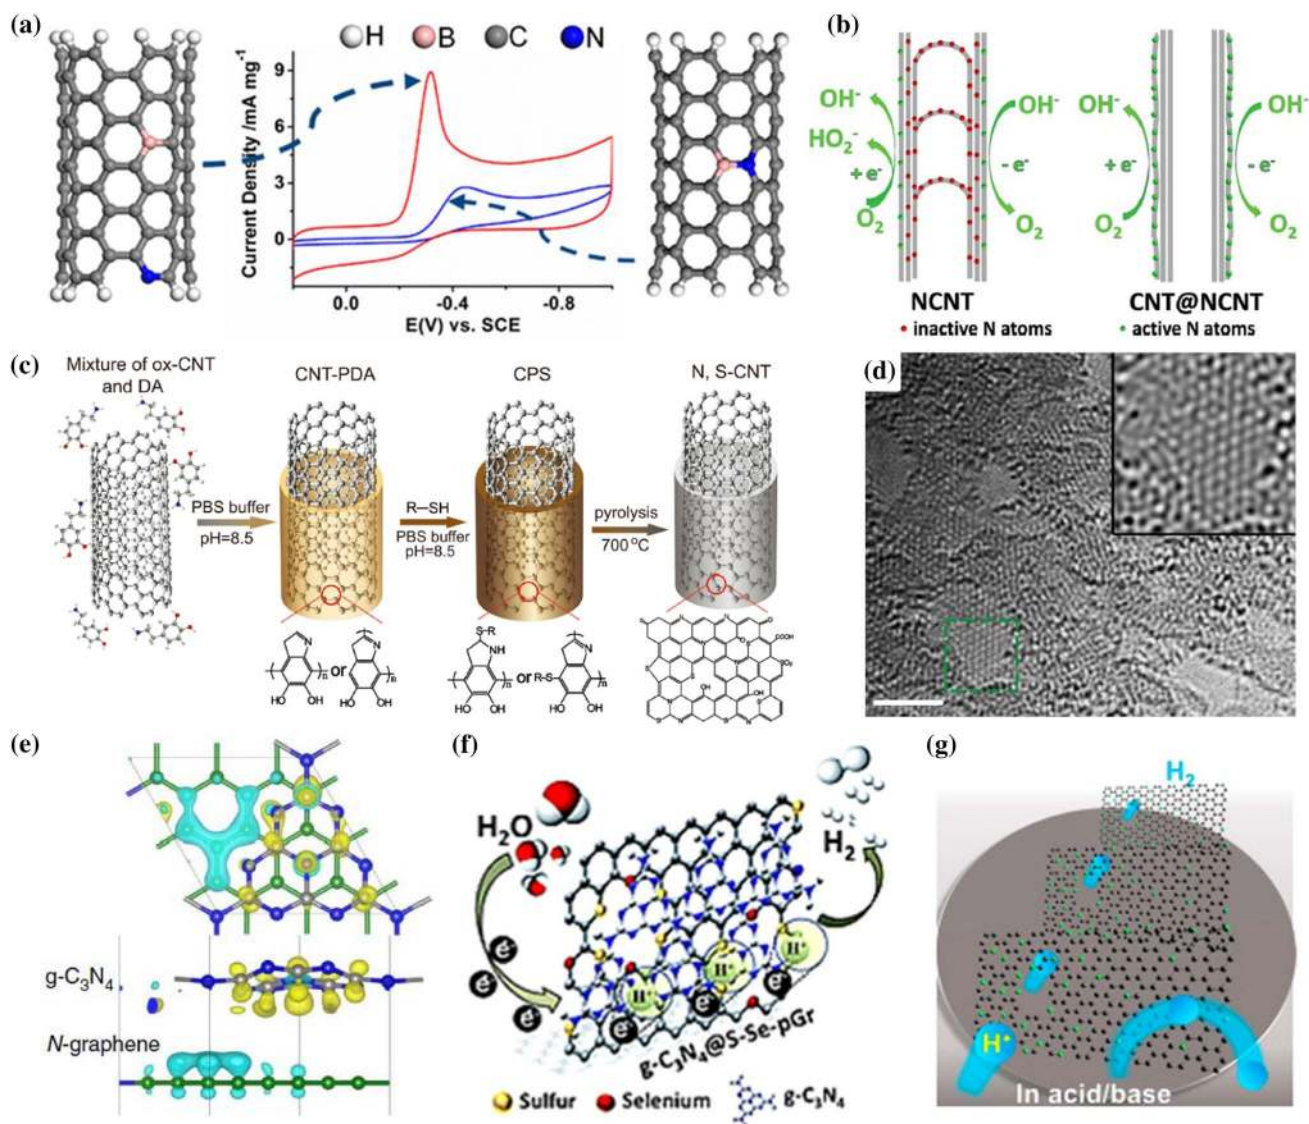 (a)
H B C N
Current Density /mA mg⁻¹
9
6
3
0
0.0 -0.4 -0.8
E(V) vs. SCE
(b)
OH⁻
HO₂⁻
+ e⁻
O₂
OH⁻
- e⁻
O₂
NCNT
OH⁻
+ e⁻
O₂
OH⁻
- e⁻
O₂
CNT@NCNT
inactive N atoms
active N atoms
(c)
Mixture of ox-CNT
and DA
PBS buffer
pH=8.5
CNT-PDA
R—SH
PBS buffer
pH=8.5
CPS
pyrolysis
700 °C
N, S-CNT
N
n
HO OH
or
N
n
HO OH
S-R
NH
n
HO OH
or
N
R-S
n
HO OH
COOH
OH
OH
(d)
(e)
g-C₃N₄
N-graphene
(f)
H₂O
H₂
e⁻
e⁻
e⁻
H⁺
H⁺
H⁺
e⁻
e⁻
e⁻
g-C₃N₄@S-Se-pGr
Sulfur Selenium g-C₃N₄
(g)
H₂
H⁺
In acid/base